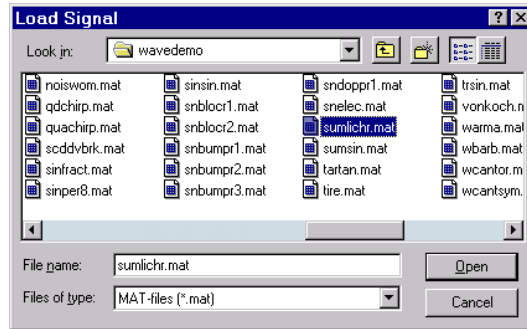 Load Signal
Look in: wavedemo
noiswom.mat sinsin.mat sndoppr1.mat trsin.mat
qdchirp.mat snblocr1.mat snelec.mat vonkoch.n
quachirp.mat snblocr2.mat sumlichr.mat warma.m
scddvbrk.mat snbumpr1.mat sumsin.mat wbarb.mat
sinfract.mat snbumpr2.mat tartan.mat wcantor.m
sinper8.mat snbumpr3.mat tire.mat wcantsym.
File name: sumlichr.mat Open
Files of type: MAT-files (*.mat) Cancel